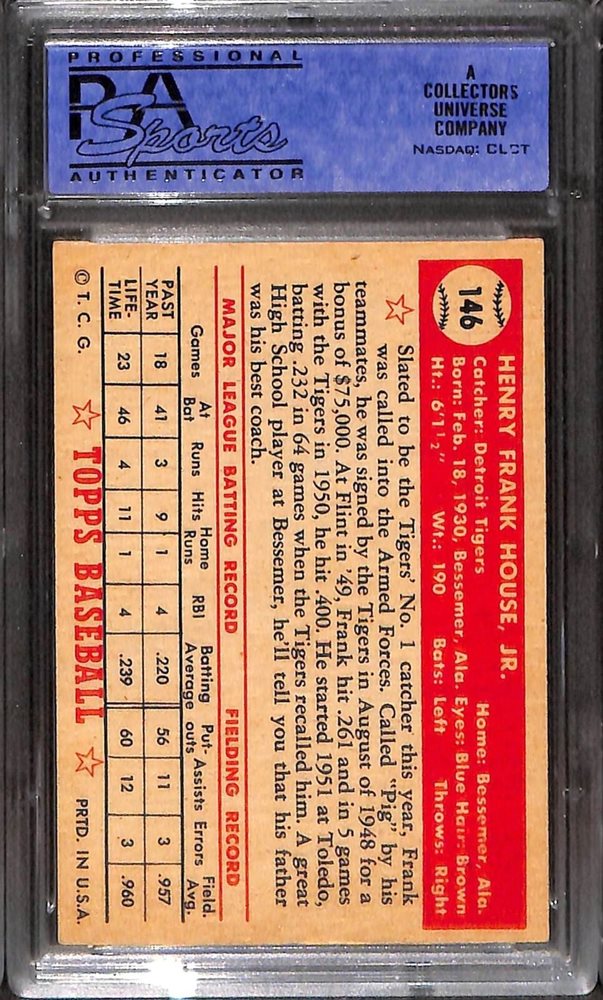 PROFESSIONAL
PSA
Sports
AUTHENTICATOR
A
COLLECTORS
UNIVERSE
COMPANY
NASDAQ: CLCT
146
HENRY FRANK HOUSE, JR.
Catcher: Detroit Tigers Home: Bessemer, Ala.
Born: Feb. 18, 1930, Bessemer, Ala. Eyes: Blue Hair: Brown
Ht.: 6'1½" Wt.: 190 Bats: Left Throws: Right
Slated to be the Tigers' No. 1 catcher this year, Frank
was called into the Armed Forces. Called "Pig" by his
teammates, he was signed by the Tigers in August of 1948 for a
bonus of $75,000. At Flint in '49, Frank hit .261 and in 5 games
with the Tigers in 1950, he hit .400. He started 1951 at Toledo,
batting .232 in 64 games when the Tigers recalled him. A great
High School player at Bessemer, he'll tell you that his father
was his best coach.
MAJOR LEAGUE BATTING RECORD FIELDING RECORD
Games At Bat Runs Hits Home Runs RBI Batting Average Put-outs Assists Errors Field. Avg.
PAST YEAR 18 41 3 9 1 4 .220 56 11 3 .957
LIFE-TIME 23 46 4 11 1 4 .239 60 12 3 .960
© T. C. G. TOPPS BASEBALL PRTD. IN U.S.A.